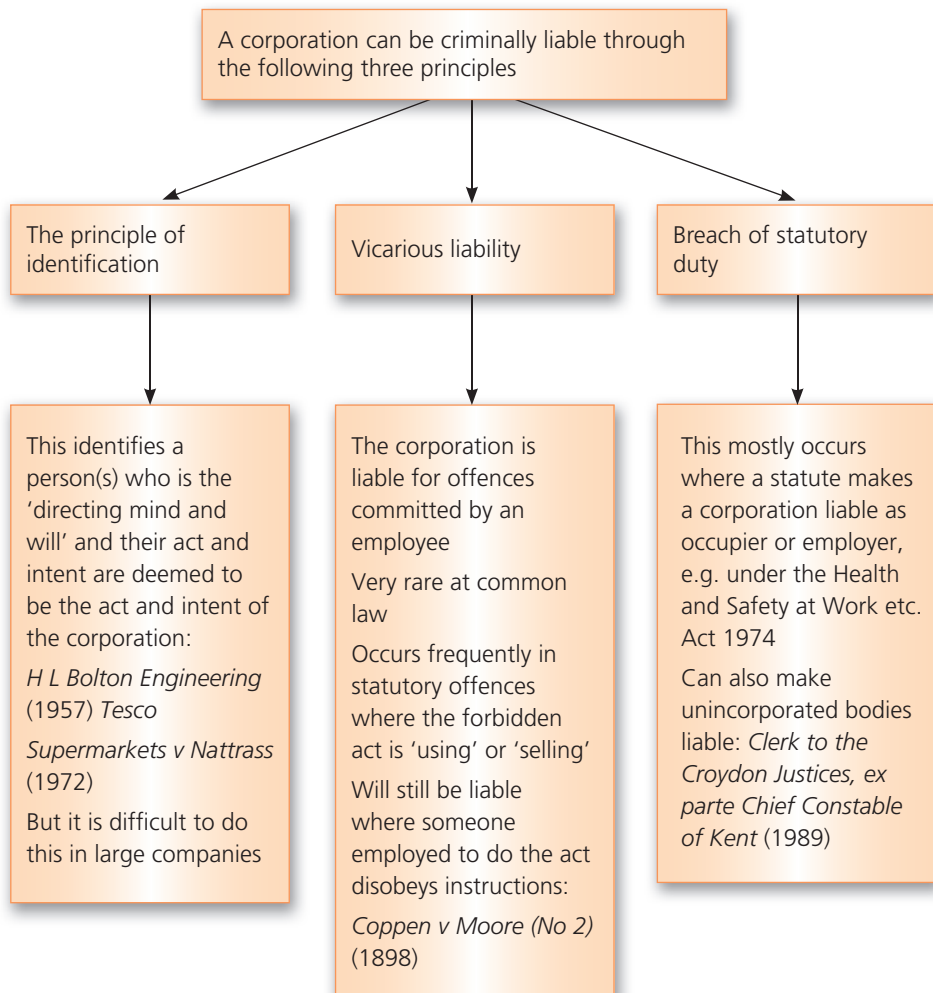 A corporation can be criminally liable through
the following three principles
The principle of
identification
Vicarious liability
Breach of statutory
duty
This identifies a
person(s) who is the
‘directing mind and
will’ and their act and
intent are deemed to
be the act and intent of
the corporation:
H L Bolton Engineering
(1957) Tesco
Supermarkets v Nattrass
(1972)
But it is difficult to do
this in large companies
The corporation is
liable for offences
committed by an
employee
Very rare at common
law
Occurs frequently in
statutory offences
where the forbidden
act is ‘using’ or ‘selling’
Will still be liable
where someone
employed to do the act
disobeys instructions:
Coppen v Moore (No 2)
(1898)
This mostly occurs
where a statute makes
a corporation liable as
occupier or employer,
e.g. under the Health
and Safety at Work etc.
Act 1974
Can also make
unincorporated bodies
liable: Clerk to the
Croydon Justices, ex
parte Chief Constable
of Kent (1989)